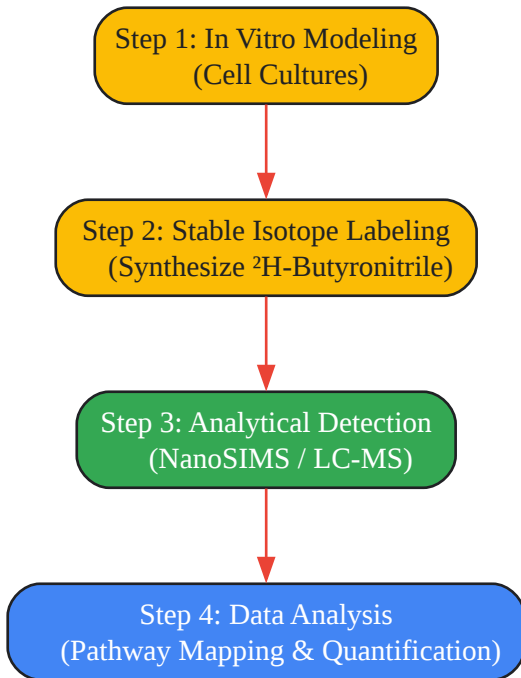 Step 1: In Vitro Modeling
(Cell Cultures)
Step 2: Stable Isotope Labeling
(Synthesize ²H-Butyronitrile)
Step 3: Analytical Detection
(NanoSIMS / LC-MS)
Step 4: Data Analysis
(Pathway Mapping & Quantification)